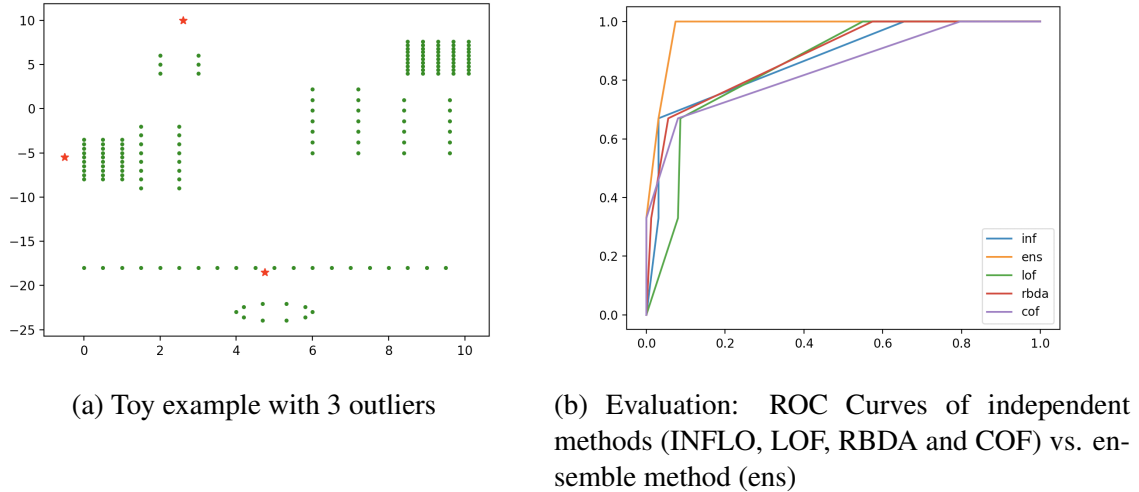 10
5
0
−5
−10
−15
−20
−25
0 2 4 6 8 10
1.0
0.8
0.6
0.4
0.2
0.0
inf
ens
lof
rbda
cof
0.0 0.2 0.4 0.6 0.8 1.0
(a) Toy example with 3 outliers
(b) Evaluation: ROC Curves of independent
methods (INFLO, LOF, RBDA and COF) vs. en-
semble method (ens)